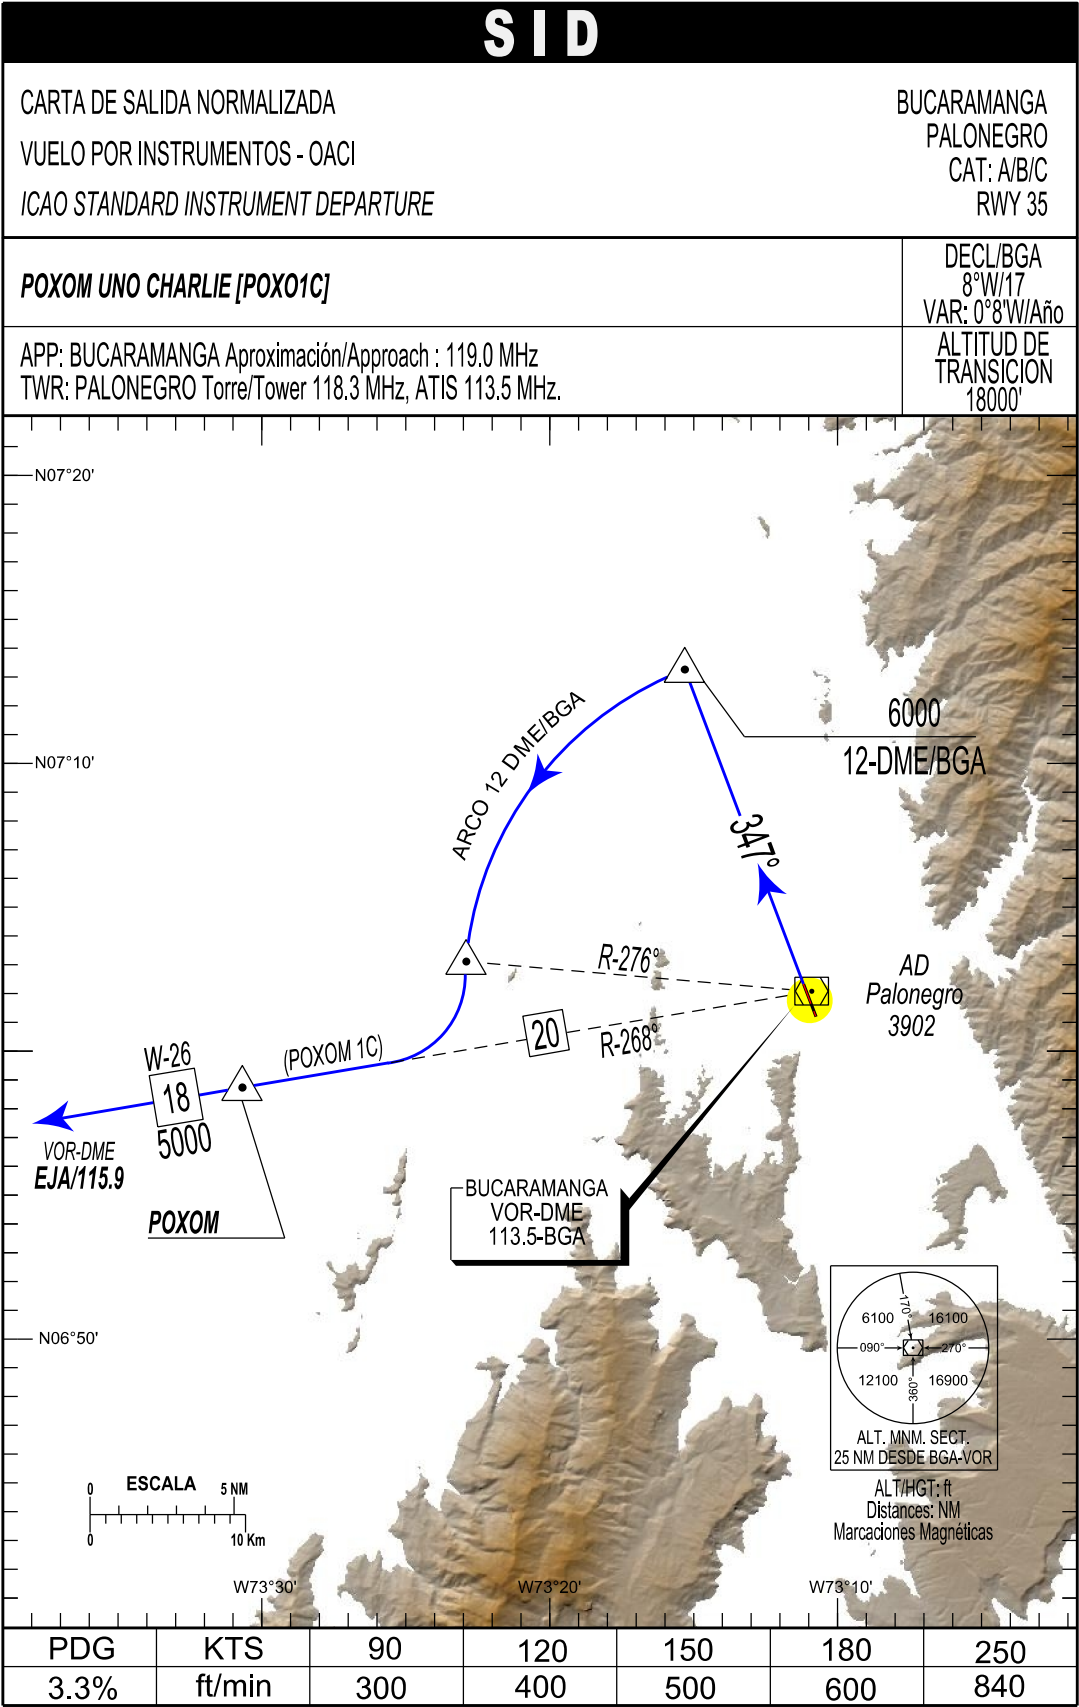 SID
CARTA DE SALIDA NORMALIZADA
VUELO POR INSTRUMENTOS - OACI
ICAO STANDARD INSTRUMENT DEPARTURE
BUCARAMANGA
PALONEGRO
CAT: A/B/C
RWY 35
POXOM UNO CHARLIE [POXO1C]
DECL/BGA
8°W/17
VAR: 0°8'W/Año
APP: BUCARAMANGA Aproximación/Approach : 119.0 MHz
TWR: PALONEGRO Torre/Tower 118.3 MHz, ATIS 113.5 MHz.
ALTITUD DE
TRANSICION
18000'
N07°20'
6000
12-DME/BGA
N07°10'
ARCO 12 DME/BGA
347°
R-276°
AD
Palonegro
3902
20
R-268°
(POXOM 1C)
W-26
18
5000
VOR-DME
EJA/115.9
POXOM
BUCARAMANGA
VOR-DME
113.5-BGA
N06°50'
6100
170°
16100
090°
270°
12100
360°
16900
ALT. MNM. SECT.
25 NM DESDE BGA-VOR
ALT/HGT: ft
Distances: NM
Marcaciones Magnéticas
0 ESCALA 5 NM
0 10 Km
W73°30'
W73°20'
W73°10'
PDG KTS 90 120 150 180 250
3.3% ft/min 300 400 500 600 840